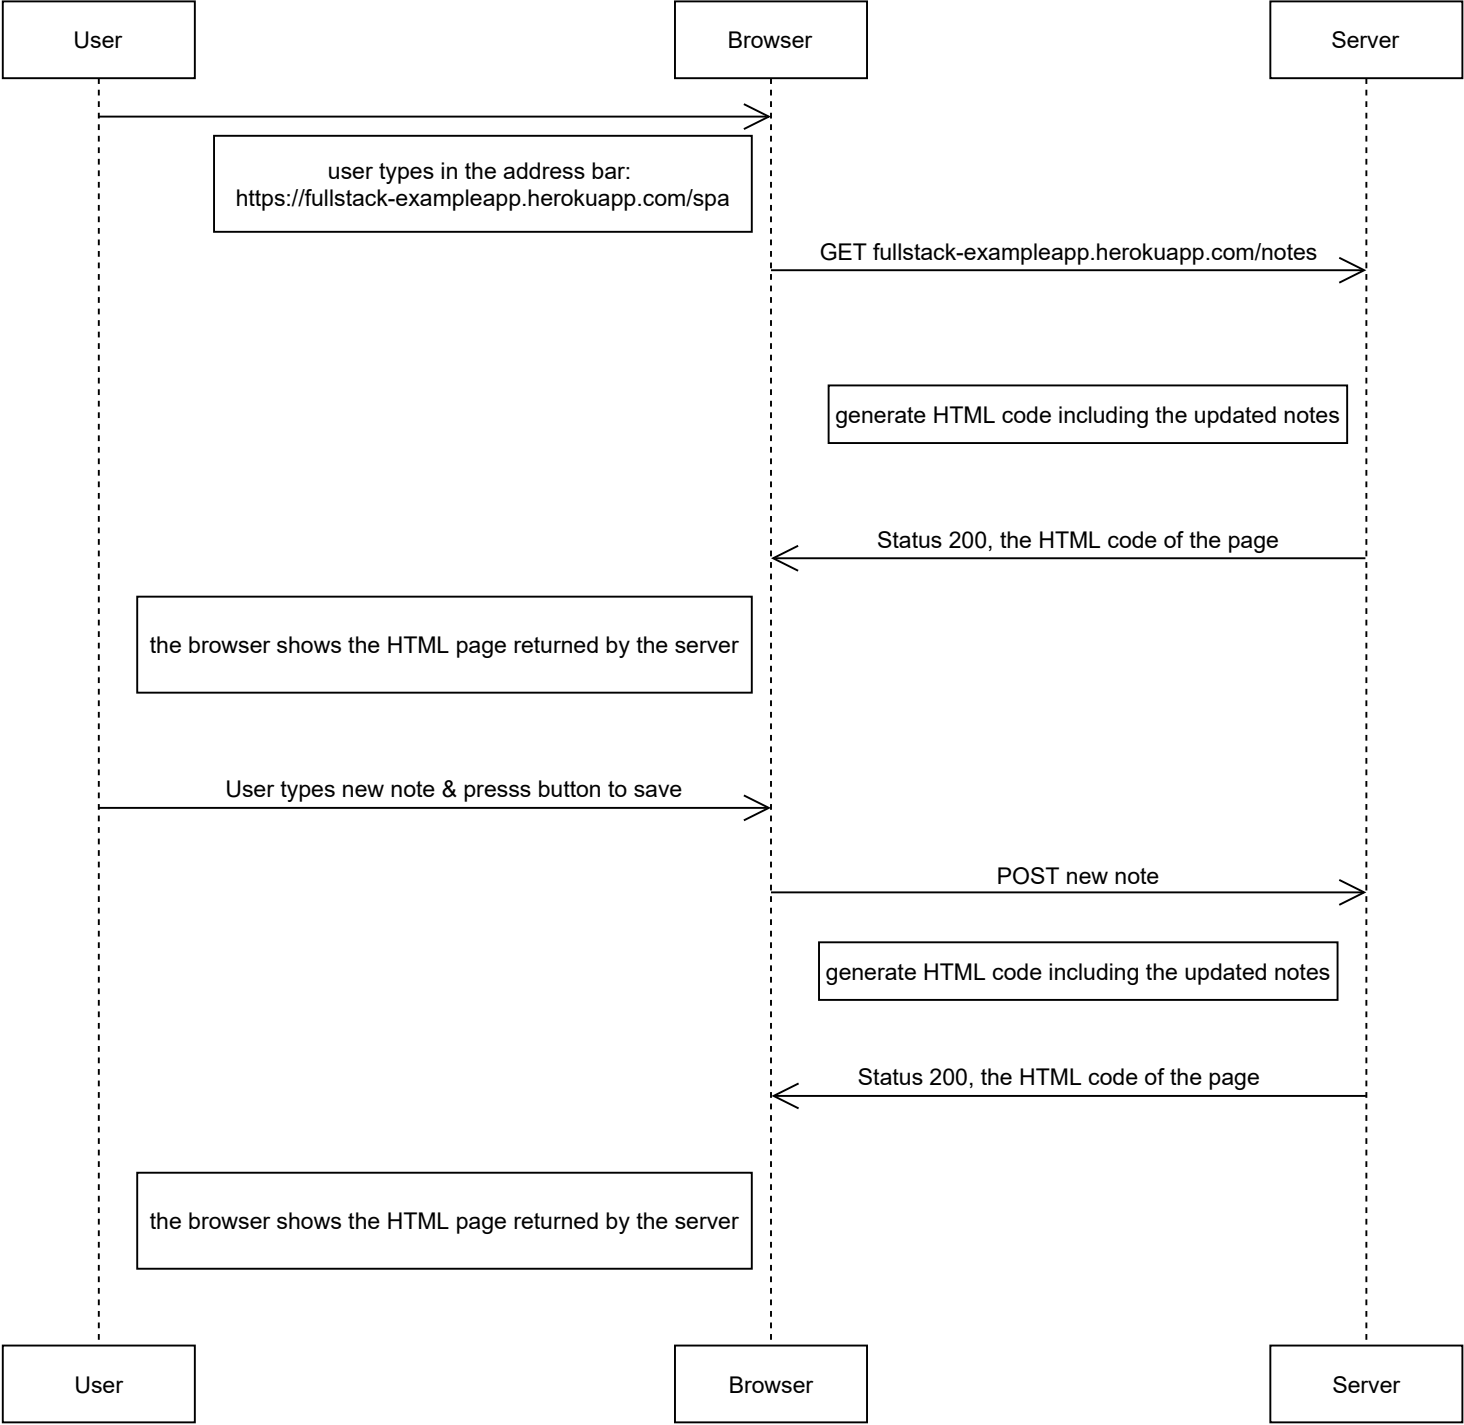 User
Browser
Server
user types in the address bar:
https://fullstack-exampleapp.herokuapp.com/spa
GET fullstack-exampleapp.herokuapp.com/notes
generate HTML code including the updated notes
Status 200, the HTML code of the page
the browser shows the HTML page returned by the server
User types new note & presss button to save
POST new note
generate HTML code including the updated notes
Status 200, the HTML code of the page
the browser shows the HTML page returned by the server
User
Browser
Server